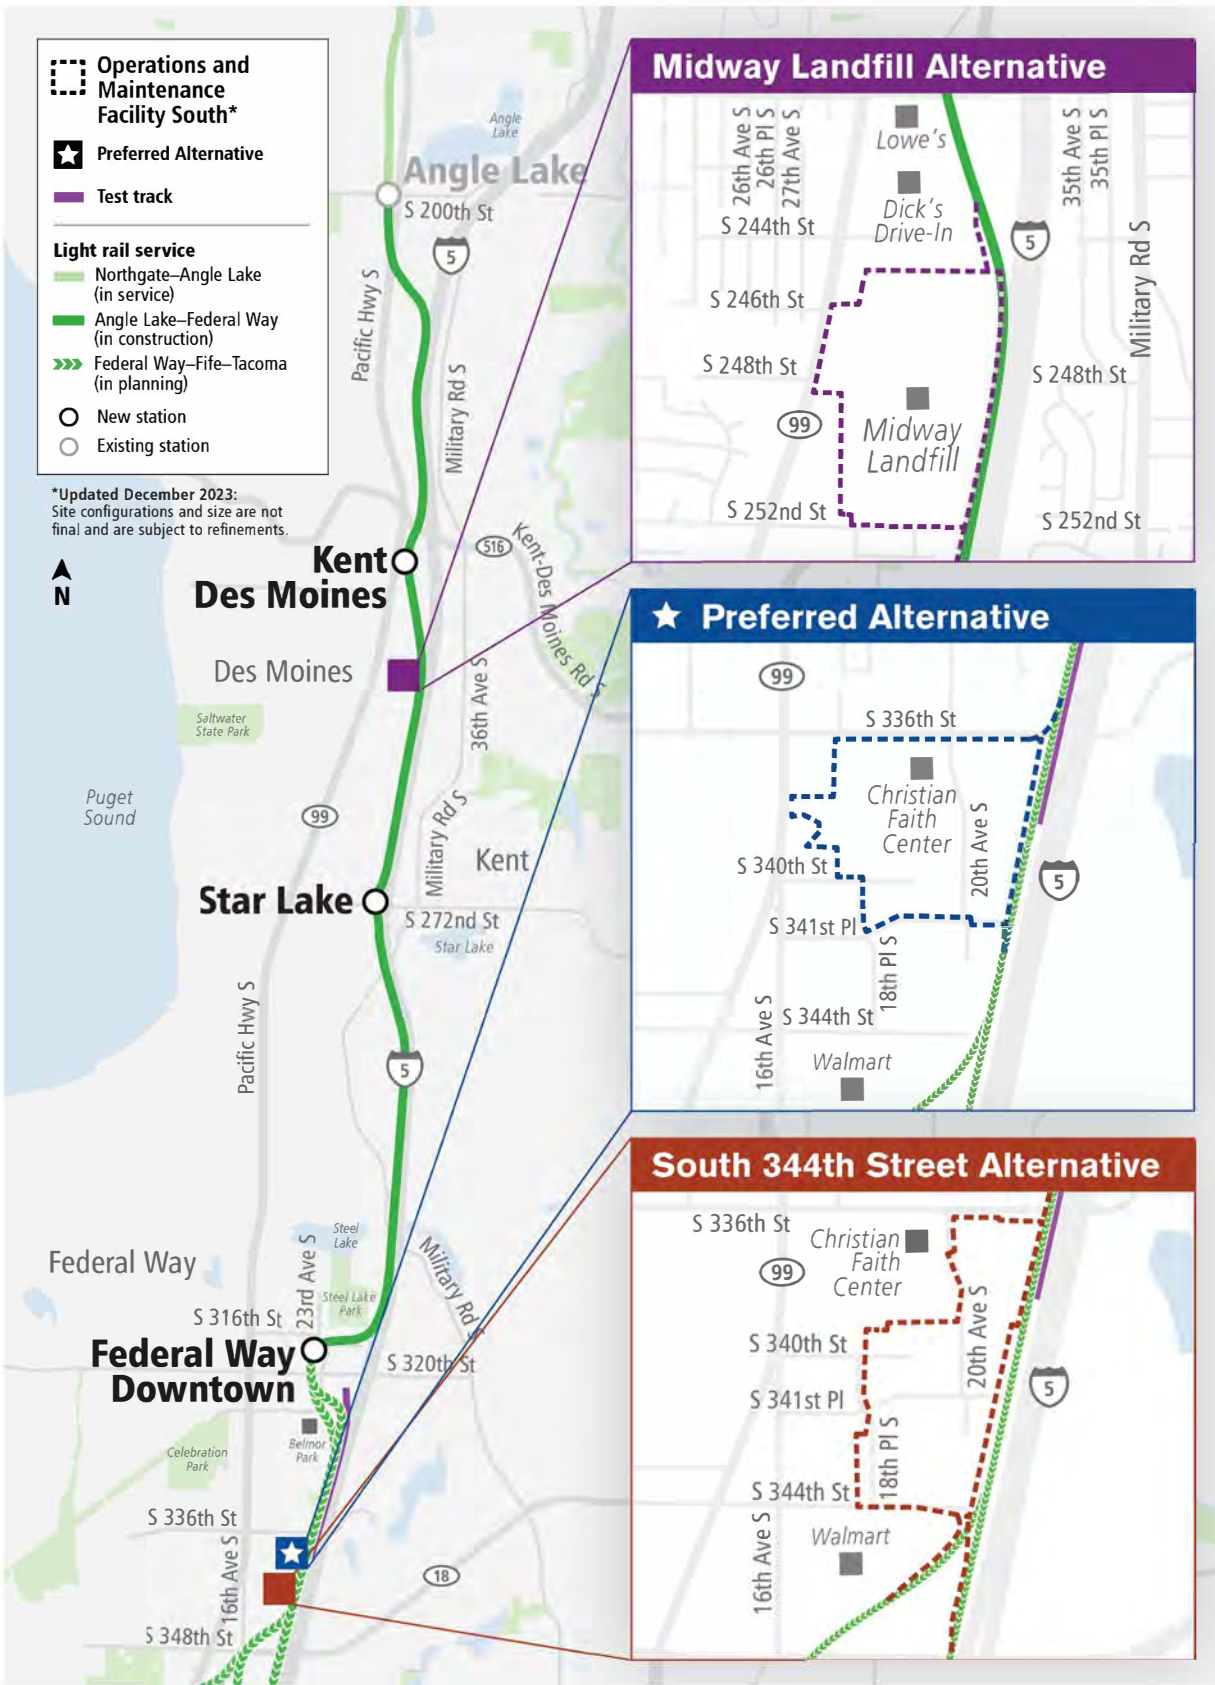 Operations and
Maintenance
Facility South*
Preferred Alternative
Test track
Light rail service
Northgate–Angle Lake
(in service)
Angle Lake–Federal Way
(in construction)
Federal Way–Fife–Tacoma
(in planning)
New station
Existing station
*Updated December 2023:
Site configurations and size are not
final and are subject to refinements.
N
Angle
Lake
Angle Lake
S 200th St
5
Pacific Hwy S
Military Rd S
516
Kent-Des Moines Rd S
Kent
Des Moines
Des Moines
Saltwater
State Park
36th Ave S
Puget
Sound
99
Military Rd S
Kent
Star Lake
S 272nd St
Star Lake
Pacific Hwy S
5
Steel
Lake
Federal Way
23rd Ave S
Steel Lake
Park
Military Rd S
S 316th St
Federal Way
Downtown
S 320th St
Belmor
Park
Celebration
Park
S 336th St
16th Ave S
18
S 348th St
Midway Landfill Alternative
26th Ave S
26th Pl S
27th Ave S
Lowe's
35th Ave S
35th Pl S
Dick's
Drive-In
S 244th St
5
Military Rd S
S 246th St
S 248th St
S 248th St
99
Midway
Landfill
S 252nd St
S 252nd St
Preferred Alternative
99
S 336th St
Christian
Faith
Center
20th Ave S
S 340th St
5
S 341st Pl
18th Pl S
16th Ave S
S 344th St
Walmart
South 344th Street Alternative
S 336th St
Christian
Faith
Center
99
20th Ave S
S 340th St
5
S 341st Pl
18th Pl S
S 344th St
16th Ave S
Walmart